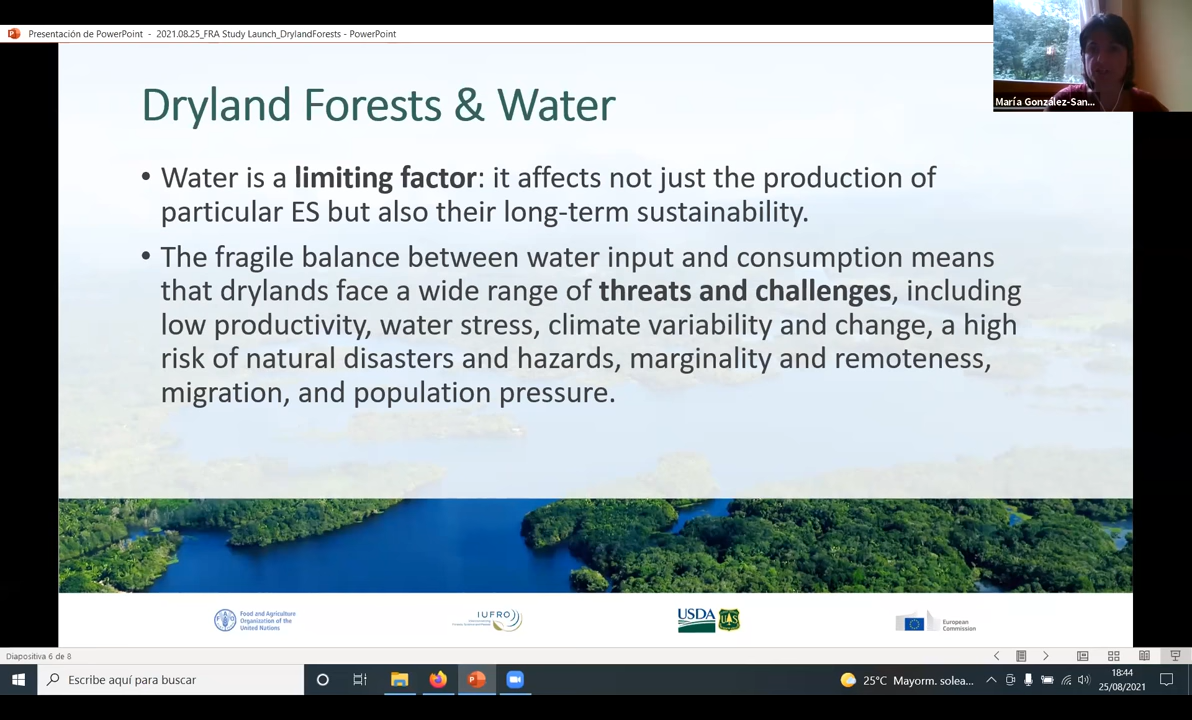 Presentación de PowerPoint - 2021.08.25_FRA Study Launch_DrylandForests - PowerPoint
María González-San...
Dryland Forests & Water
• Water is a limiting factor: it affects not just the production of
particular ES but also their long-term sustainability.
• The fragile balance between water input and consumption means
that drylands face a wide range of threats and challenges, including
low productivity, water stress, climate variability and change, a high
risk of natural disasters and hazards, marginality and remoteness,
migration, and population pressure.
Food and Agriculture
Organization of the
United Nations
IUFRO
USDA
UAS
European
Commission
Diapositiva 6 de 8
Escribe aquí para buscar
25°C Mayorm. solea...
18:44
25/08/2021